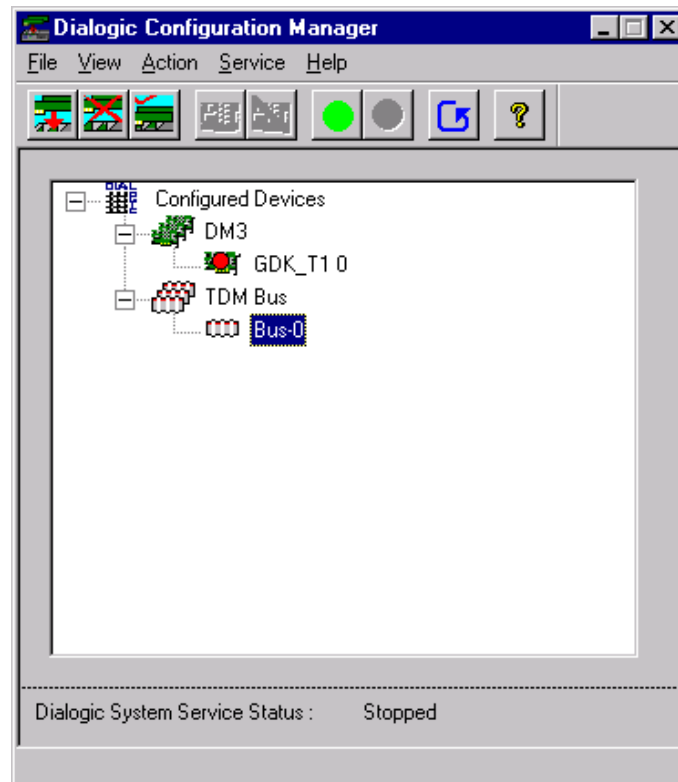 Dialogic Configuration Manager
File View Action Service Help
Configured Devices
DM3
GDK_T1 0
TDM Bus
Bus-0
Dialogic System Service Status : Stopped